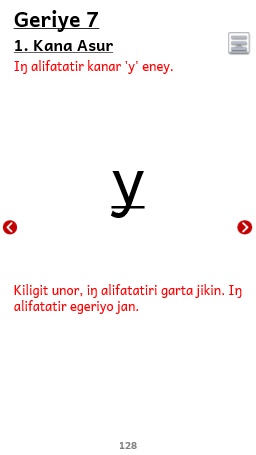 Geriye 7
1. Kana Asur
Iŋ alifatatir kanar 'y' eney.
y
Kiligit unor, iŋ alifatatiri garta jikin. Iŋ
alifatatir egeriyo jan.
128